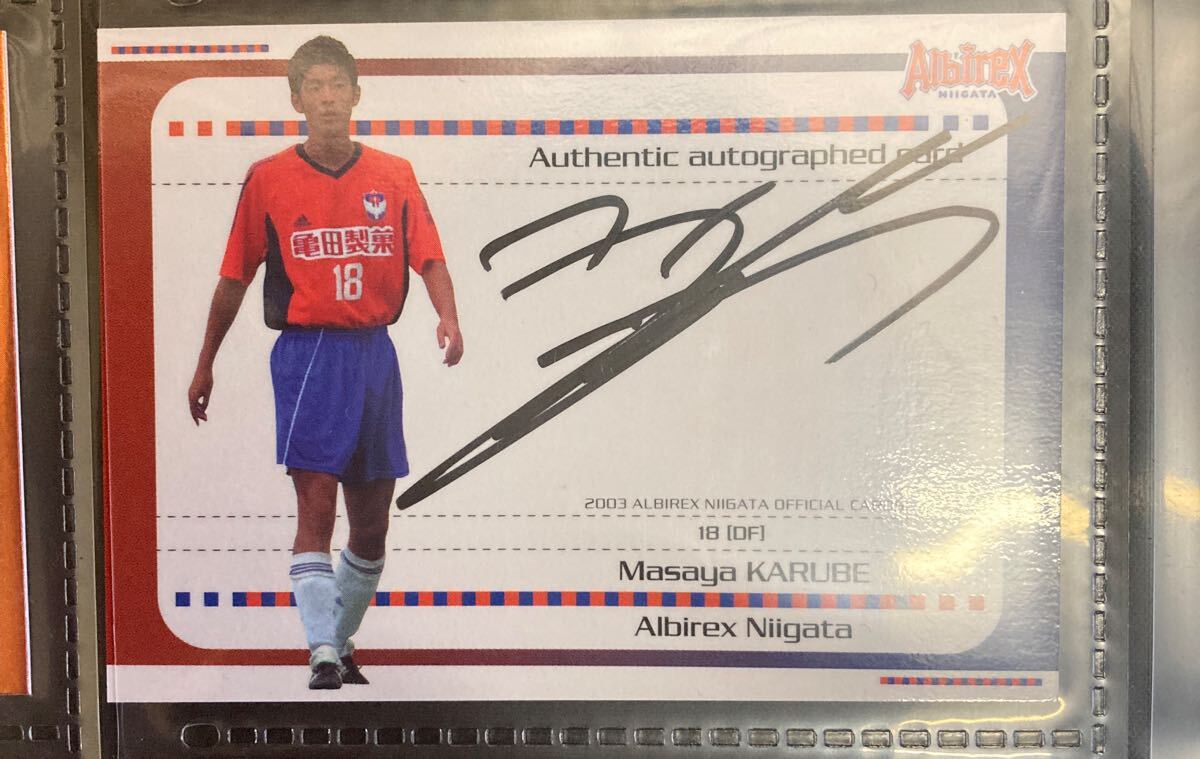 Albirex
NIIGATA
Authentic autographed card
亀田製菓
18
2003 ALBIREX NIIGATA OFFICIAL CARDS
18 [DF]
Masaya KARUBE
Albirex Niigata